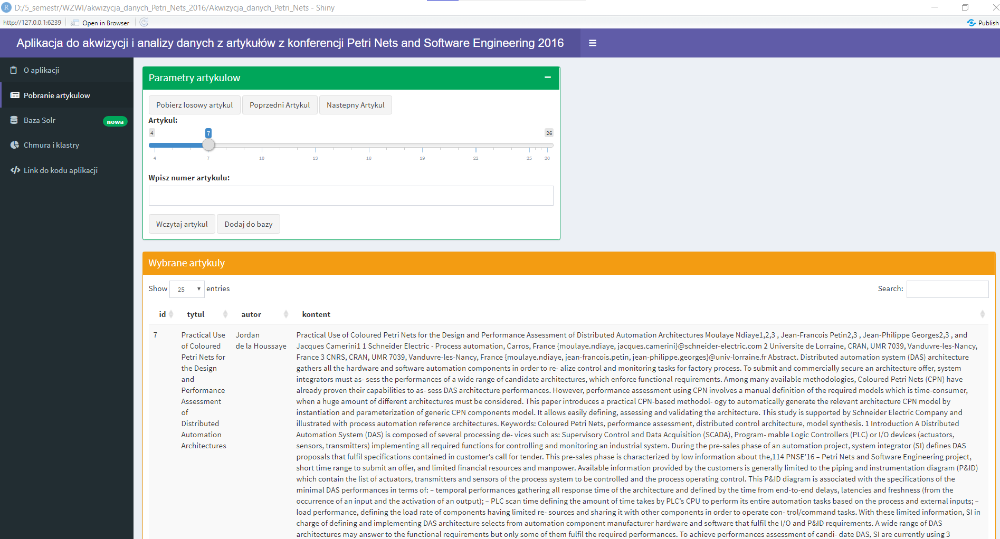 D:/5_semestr/WZWI/akwizycja_danych_Petri_Nets_2016/Akwizycja_danych_Petri_Nets - Shiny
http://127.0.0.1:6239 Open in Browser Publish
Aplikacja do akwizycji i analizy danych z artykułów z konferencji Petri Nets and Software Engineering 2016
O aplikacji
Pobranie artykulow
Baza Solr nowa
Chmura i klastry
Link do kodu aplikacji
Parametry artykulow
Pobierz losowy artykul Poprzedni Artykul Nastepny Artykul
Artykul:
4 7 26
4 7 10 13 16 19 22 25 26
Wpisz numer artykulu:
Wczytaj artykul Dodaj do bazy
Wybrane artykuly
Show 25 entries Search:
id tytul autor kontent
7
Practical Use
of Coloured
Petri Nets for
the Design
and
Performance
Assessment
of
Distributed
Automation
Architectures
Jordan
de la Houssaye
Practical Use of Coloured Petri Nets for the Design and Performance Assessment of Distributed Automation Architectures Moulaye Ndiaye1,2,3 , Jean-Francois Petin2,3 , Jean-Philippe Georges2,3 , and
Jacques Camerini1 1 Schneider Electric - Process automation, Carros, France {moulaye.ndiaye, jacques.camerini}@schneider-electric.com 2 Universite de Lorraine, CRAN, UMR 7039, Vanduvre-les-Nancy,
France 3 CNRS, CRAN, UMR 7039, Vanduvre-les-Nancy, France {moulaye.ndiaye, jean-francois.petin, jean-philippe.georges}@univ-lorraine.fr Abstract. Distributed automation system (DAS) architecture
gathers all the hardware and software automation components in order to re- alize control and monitoring tasks for factory process. To submit and commercially secure an architecture offer, system
integrators must as- sess the performances of a wide range of candidate architectures, which enforce functional requirements. Among many available methodologies, Coloured Petri Nets (CPN) have
already proven their capabilities to as- sess DAS architecture performances. However, performance assessment using CPN involves a manual definition of the required models which is time-consumer,
when a huge amount of different architectures must be considered. This paper introduces a practical CPN-based methodol- ogy to automatically generate the relevant architecture CPN model by
instantiation and parameterization of generic CPN components model. It allows easily defining, assessing and validating the architecture. This study is supported by Schneider Electric Company and
illustrated with process automation reference architectures. Keywords: Coloured Petri Nets, performance assessment, distributed control architecture, model synthesis. 1 Introduction A Distributed
Automation System (DAS) is composed of several processing de- vices such as: Supervisory Control and Data Acquisition (SCADA), Program- mable Logic Controllers (PLC) or I/O devices (actuators,
sensors, transmitters) implementing all required functions for controlling and monitoring an industrial system. During the pre-sales phase of an automation project, system integrator (SI) defines DAS
proposals that fulfil specifications contained in customer’s call for tender. This pre-sales phase is characterized by low information about the,114 PNSE’16 – Petri Nets and Software Engineering project,
short time range to submit an offer, and limited financial resources and manpower. Available information provided by the customers is generally limited to the piping and instrumentation diagram (P&ID)
which contain the list of actuators, transmitters and sensors of the process system to be controlled and the process operating control. This P&ID diagram is associated with the specifications of the
minimal DAS performances in terms of: – temporal performances gathering all response time of the architecture and defined by the time from end-to-end delays, latencies and freshness (from the
occurrence of an input and the activation of an output); – PLC scan time defining the amount of time takes by PLC’s CPU to perform its entire automation tasks based on the process and external inputs; –
load performance, defining the load rate of components having limited re- sources and sharing it with other components in order to operate con- trol/command tasks. With these limited information, SI in
charge of defining and implementing DAS architecture selects from automation component manufacturer hardware and software that fulfil the I/O and P&ID requirements. A wide range of DAS
architectures may answer to the functional requirements but only some of them fulfil the required performances. To achieve performances assessment of candi- date DAS, SI are currently using 3